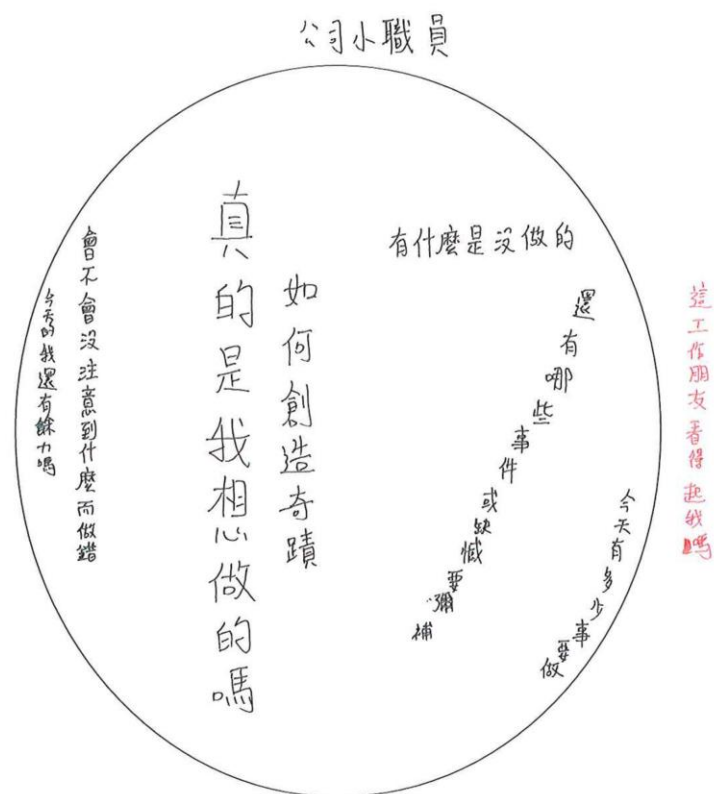 公司小職員
有什麼是沒做的
還有哪些事件或缺憾要彌補
今天有多少事要做
如何創造奇蹟
真的是我想做的嗎
會不會沒注意到什麼而做錯
今天的我還有餘力嗎
這工作朋友看得起我嗎